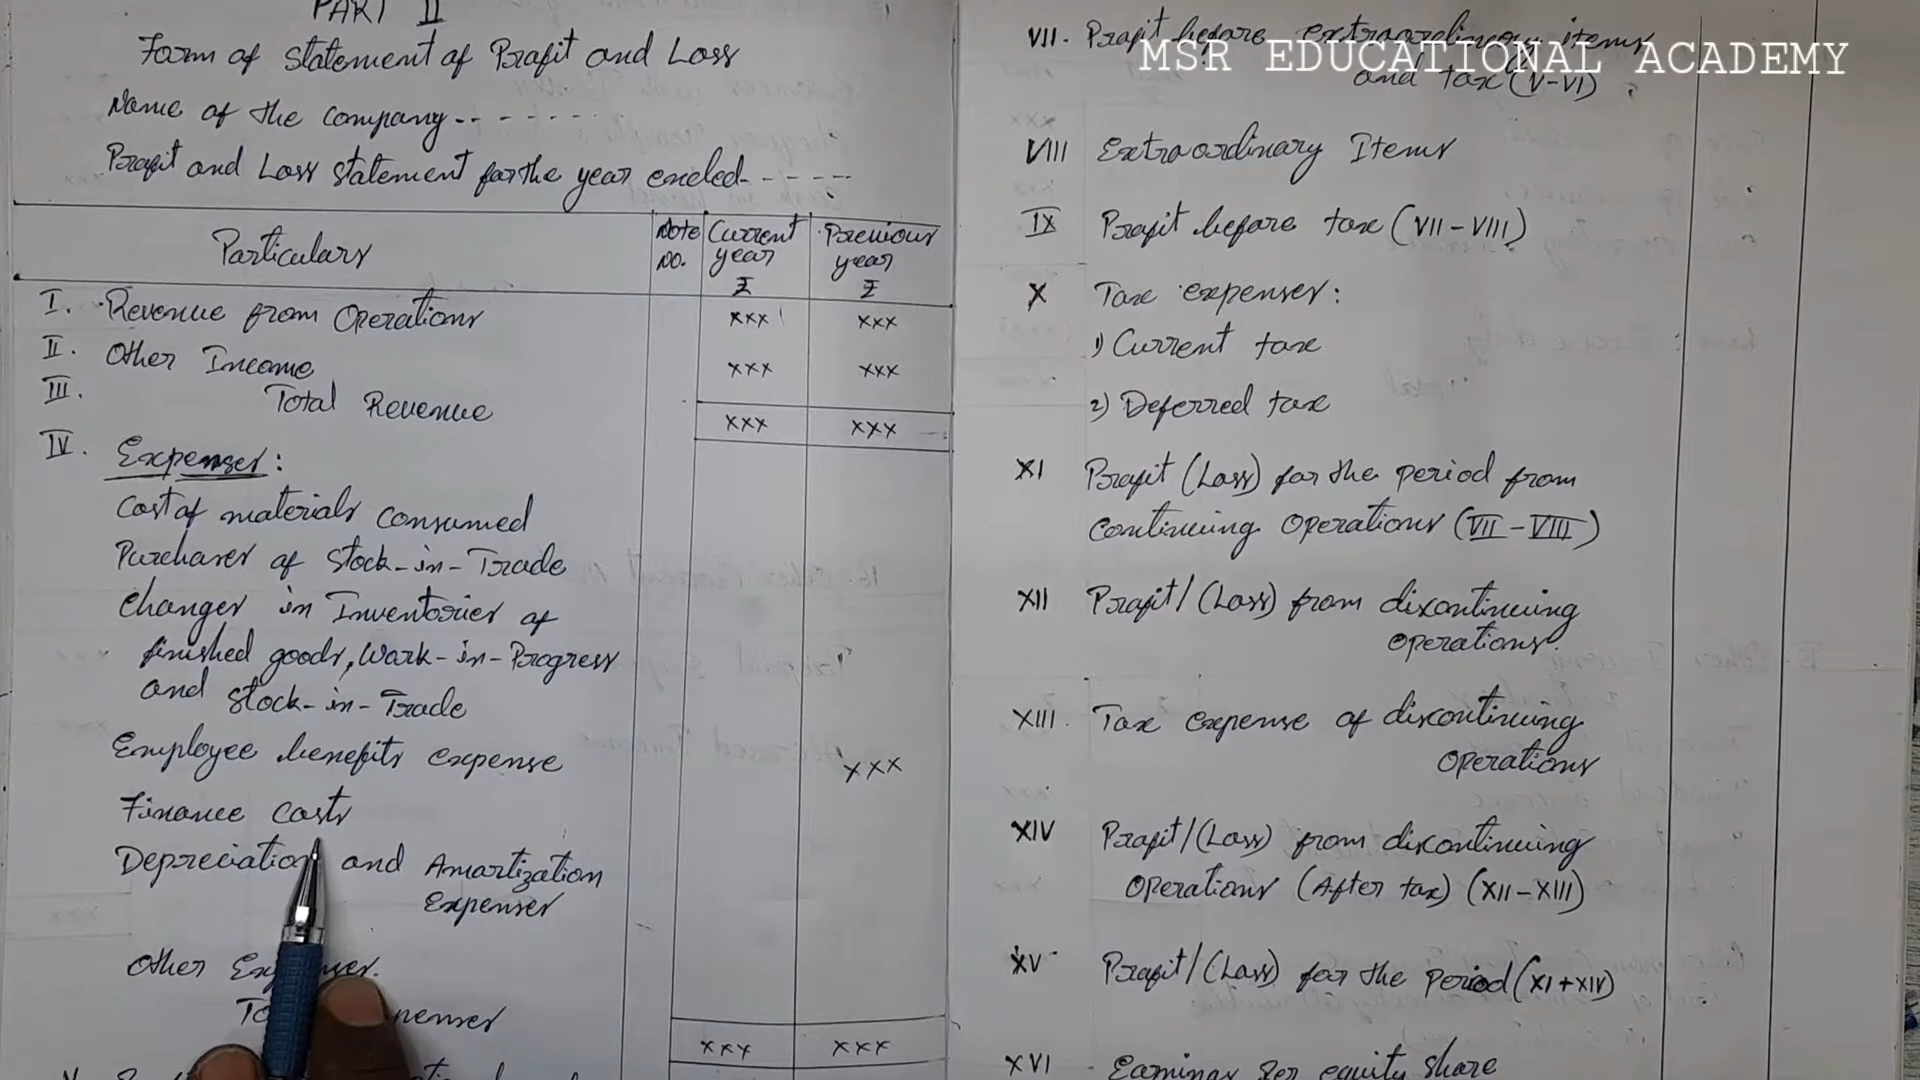 PART II
Form of Statement of Profit and Loss
Name of the company
Profit and Loss Statement for the year ended
Particulars
Note No.
Current year ₹
Previous year ₹
I. Revenue from Operations xxx xxx
II. Other Income xxx xxx
III. Total Revenue xxx xxx
IV. Expenses:
Cost of materials consumed
Purchases of Stock-in-Trade
Changes in Inventories of
finished goods, Work-in-Progress
and Stock-in-Trade
Employee benefits expense xxx
Finance costs
Depreciation and Amortization
Expenses
Other
xxx xxx
VII. Profit before extraordinary items
and tax (V-VI)
MSR EDUCATIONAL ACADEMY
VIII Extraordinary Items
IX Profit before tax (VII-VIII)
X Tax expenses:
1) Current tax
2) Deferred tax
XI Profit (Loss) for the period from
continuing operations (VII-VIII)
XII Profit/(Loss) from discontinuing
operations.
XIII. Tax expense of discontinuing
operations
XIV Profit/(Loss) from discontinuing
operations (After tax) (XII-XIII)
XV Profit/(Loss) for the period (XI+XIV)
XVI Earnings per equity share